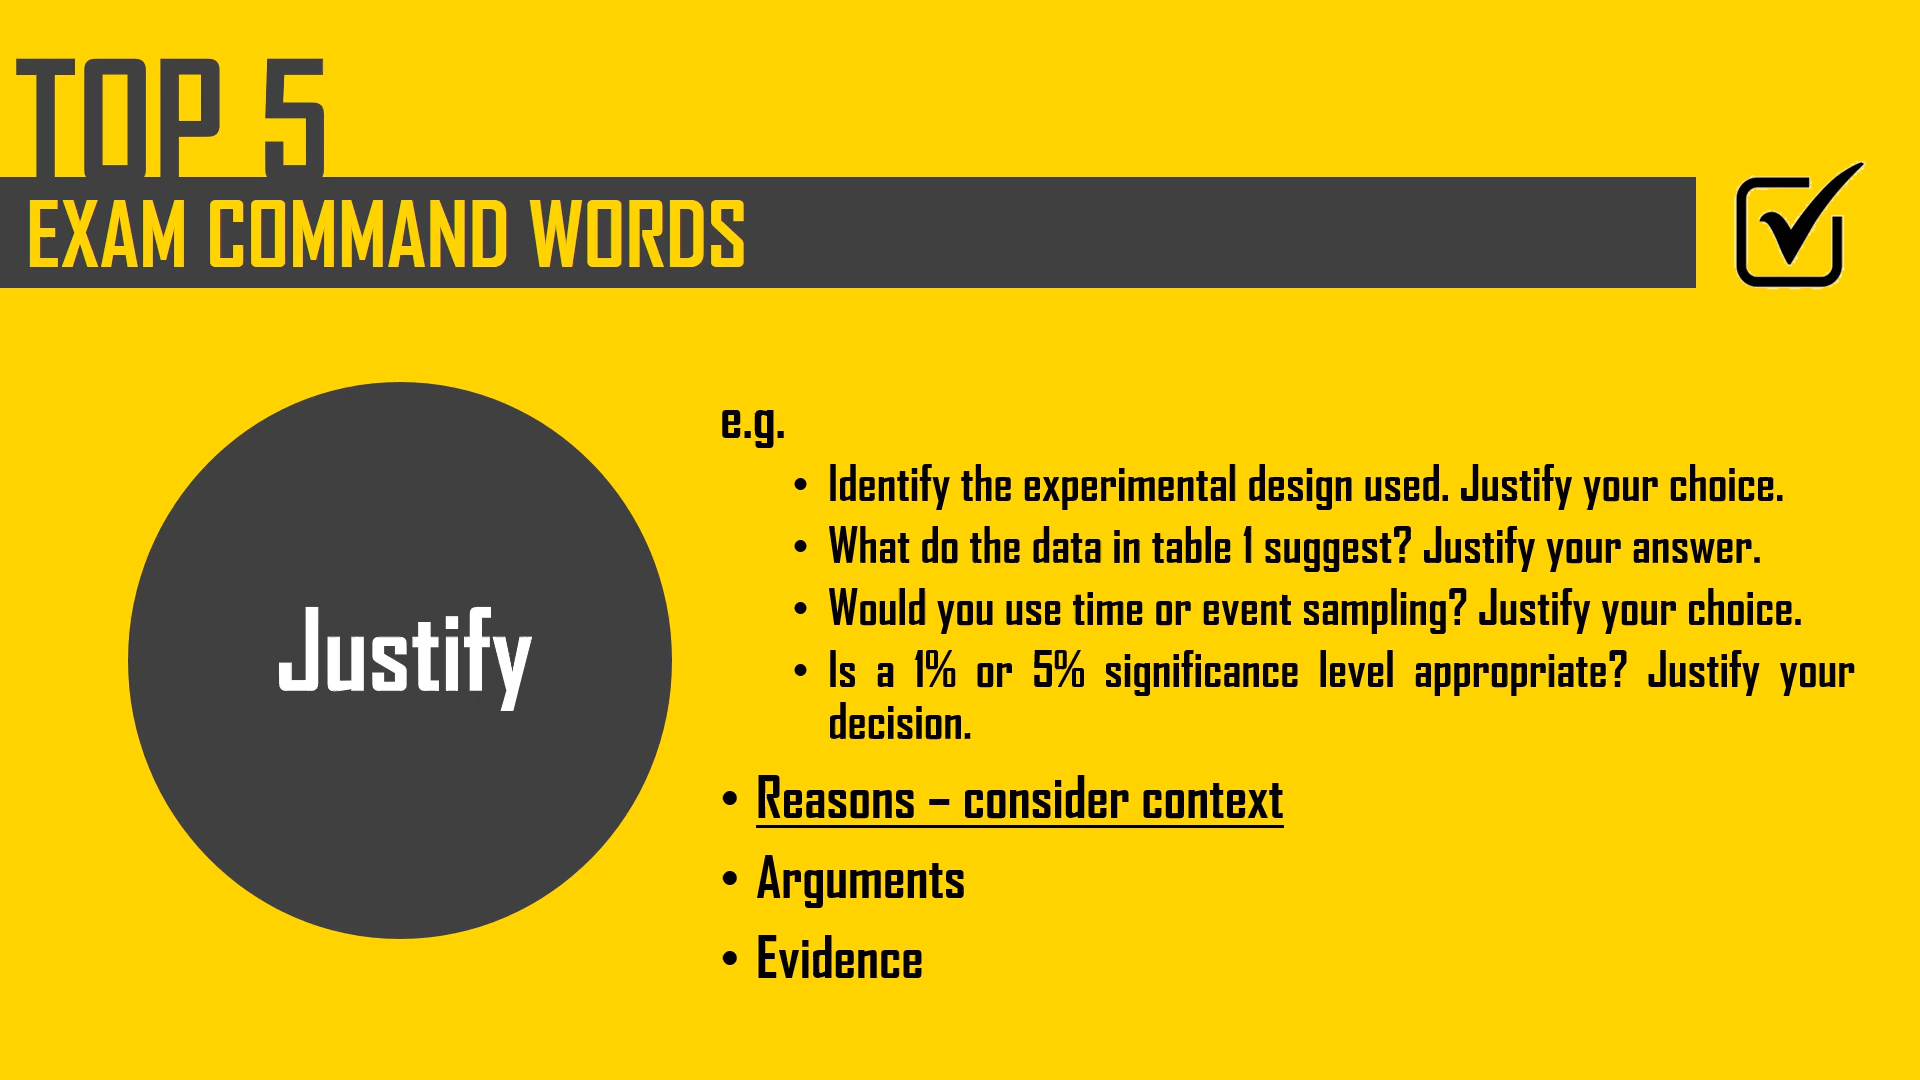 TOP 5
EXAM COMMAND WORDS
Justify
e.g.
• Identify the experimental design used. Justify your choice.
• What do the data in table 1 suggest? Justify your answer.
• Would you use time or event sampling? Justify your choice.
• Is a 1% or 5% significance level appropriate? Justify your
decision.
• Reasons – consider context
• Arguments
• Evidence